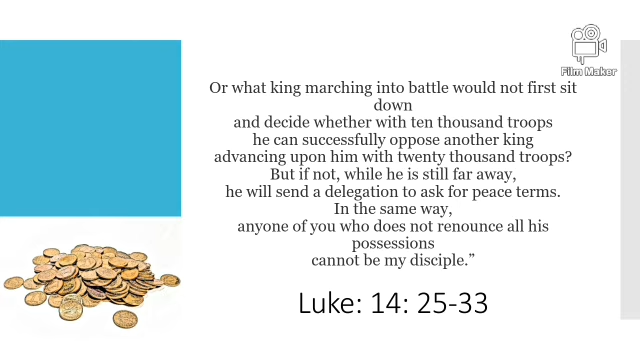 Film Maker
Or what king marching into battle would not first sit
down
and decide whether with ten thousand troops
he can successfully oppose another king
advancing upon him with twenty thousand troops?
But if not, while he is still far away,
he will send a delegation to ask for peace terms.
In the same way,
anyone of you who does not renounce all his
possessions
cannot be my disciple.”
Luke: 14: 25-33